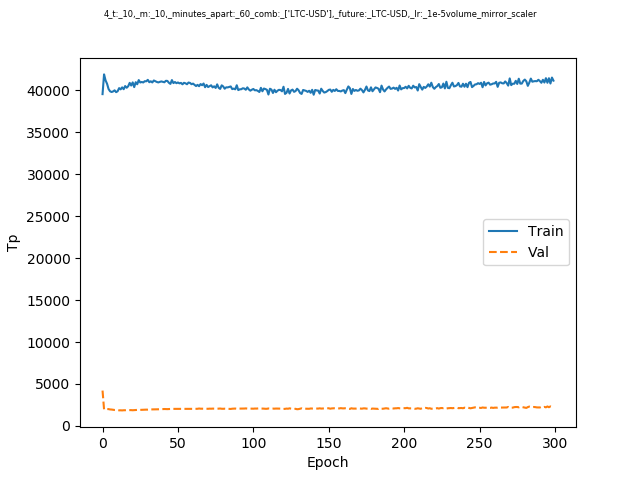 4_t:_10,_m:_10,_minutes_apart:_60_comb:_['LTC-USD'],_future:_LTC-USD,_lr:_1e-5volume_mirror_scaler
40000
35000
30000
25000
20000
15000
10000
5000
0
Tp
Train
Val
0 50 100 150 200 250 300
Epoch